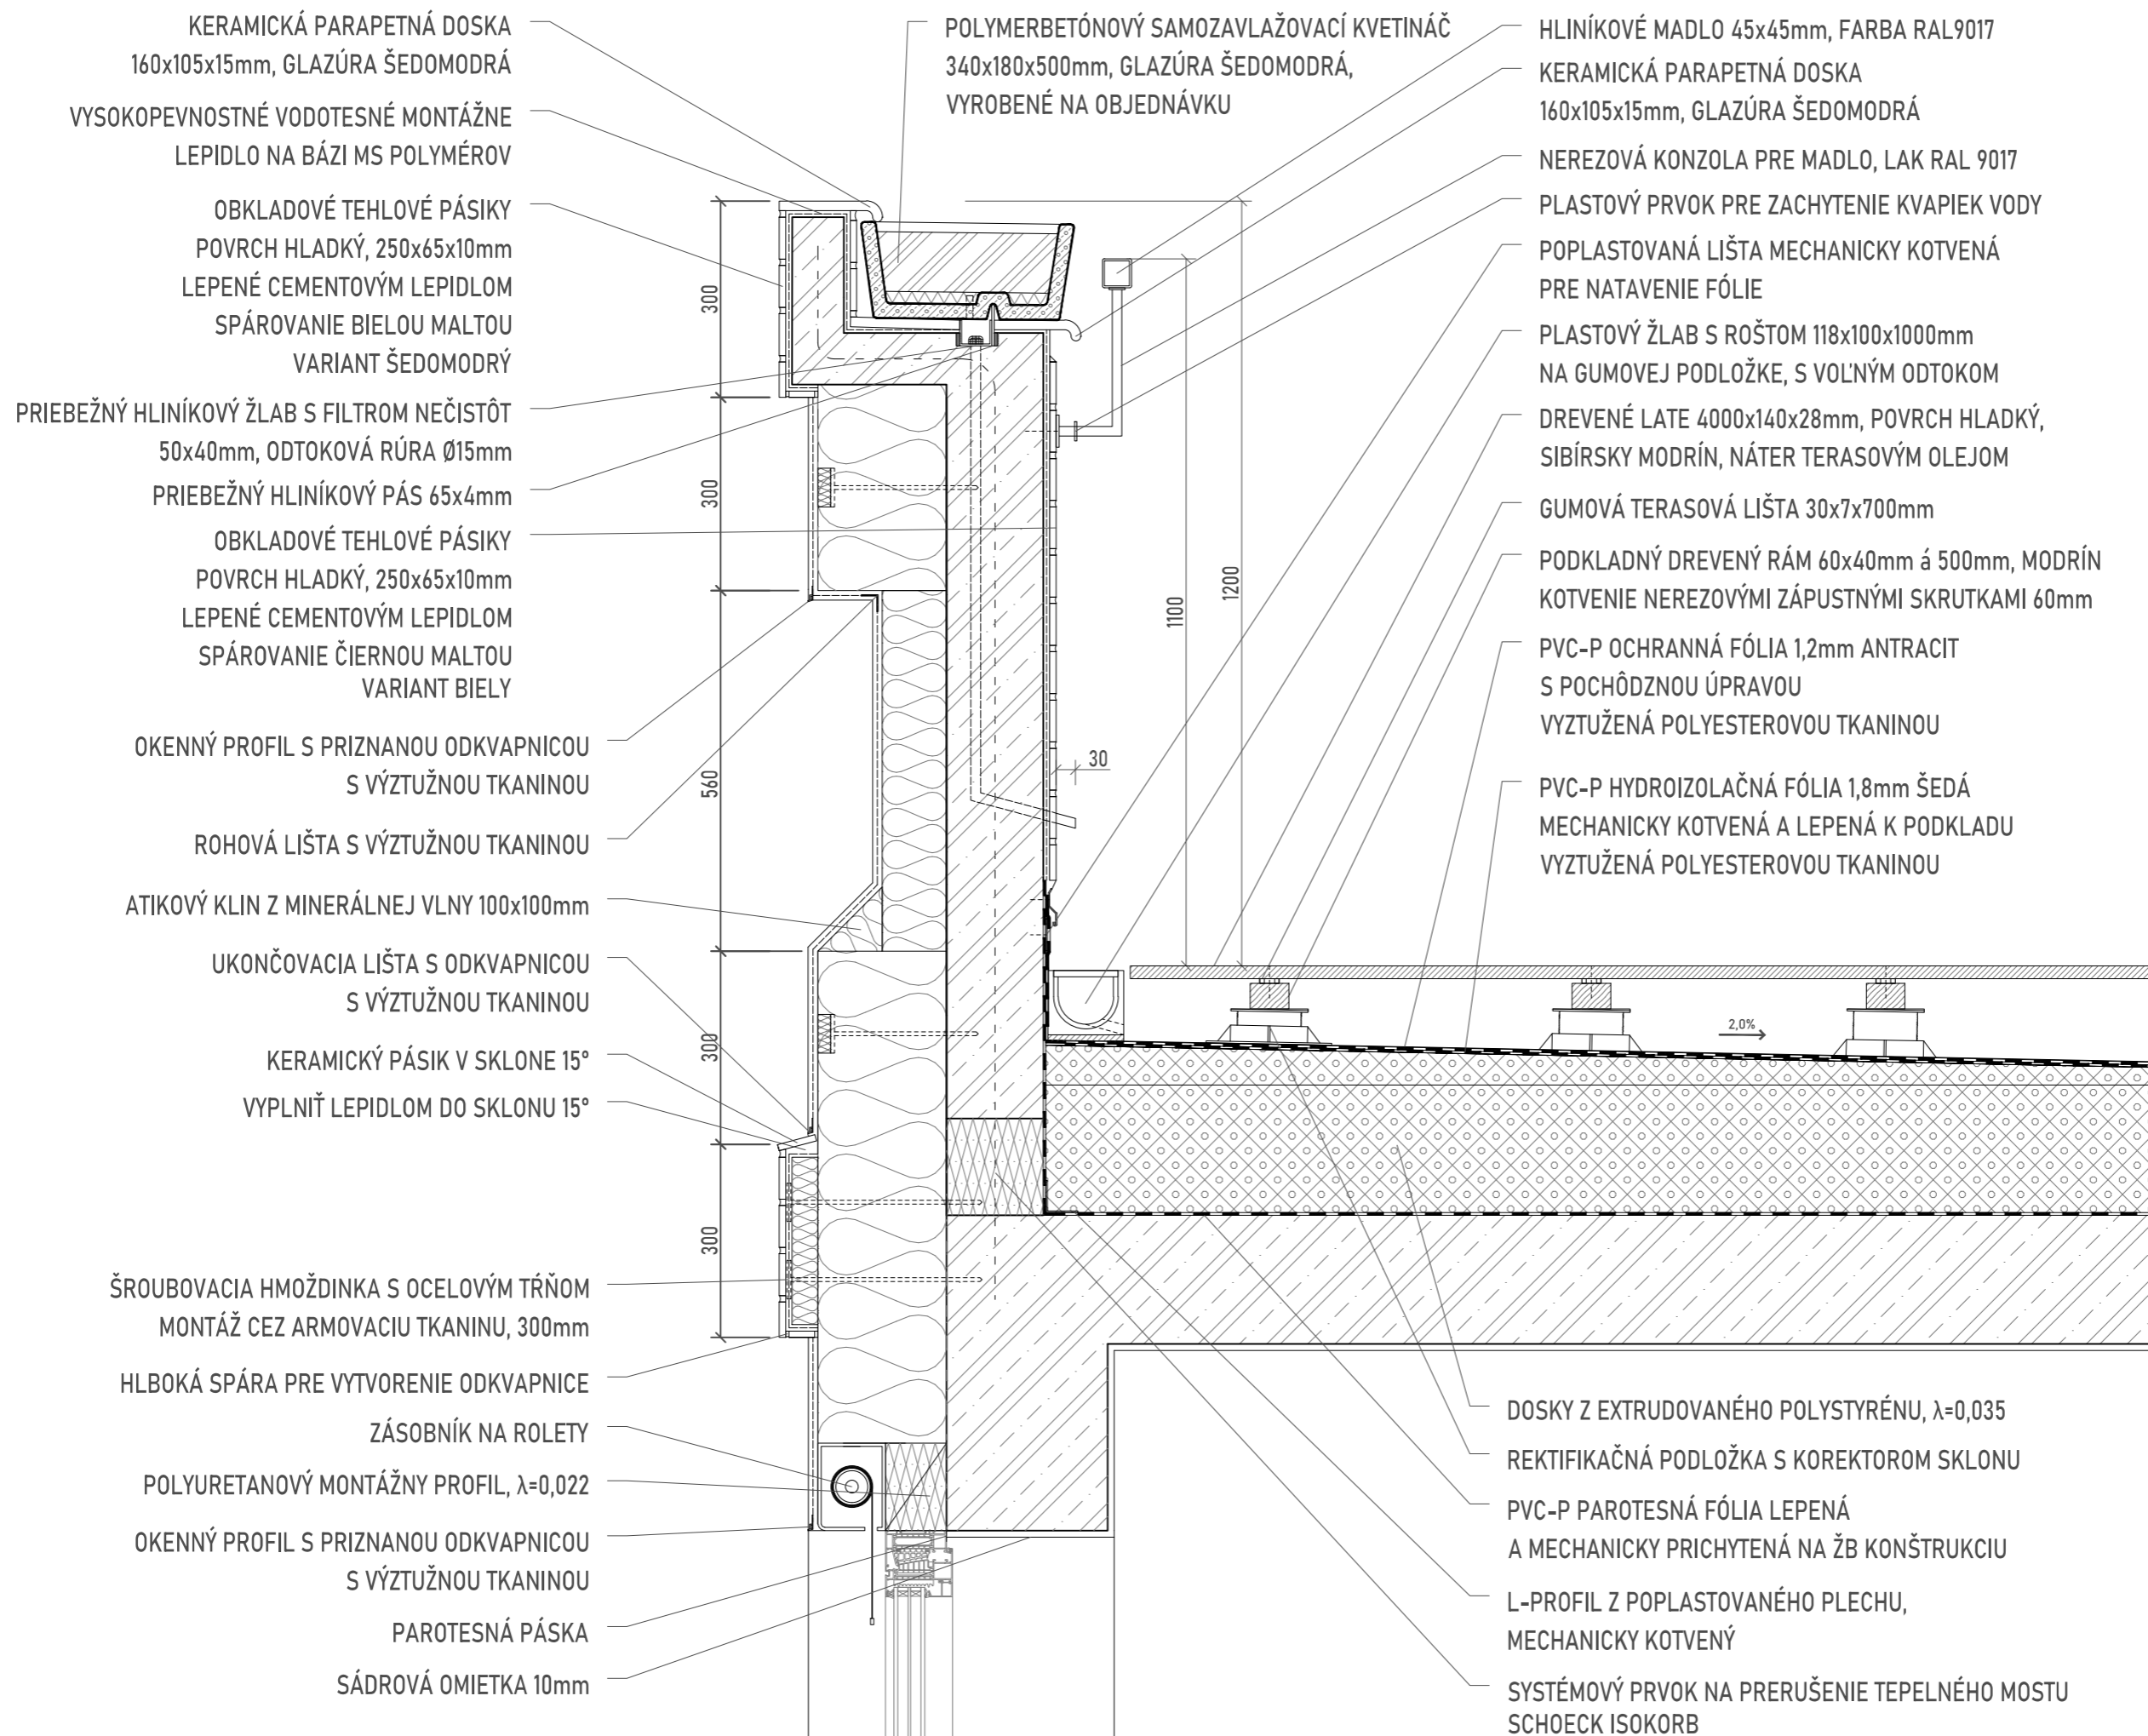 KERAMICKÁ PARAPETNÁ DOSKA
160x105x15mm, GLAZÚRA ŠEDOMODRÁ
VYSOKOPEVNOSTNÉ VODOTESNÉ MONTÁŽNE
LEPIDLO NA BÁZI MS POLYMÉROV
OBKLADOVÉ TEHLOVÉ PÁSIKY
POVRCH HLADKÝ, 250x65x10mm
LEPENÉ CEMENTOVÝM LEPIDLOM
SPÁROVANIE BIELOU MALTOU
VARIANT ŠEDOMODRÝ
PRIEBEŽNÝ HLINÍKOVÝ ŽLAB S FILTROM NEČISTÔT
50x40mm, ODTOKOVÁ RÚRA Ø15mm
PRIEBEŽNÝ HLINÍKOVÝ PÁS 65x4mm
OBKLADOVÉ TEHLOVÉ PÁSIKY
POVRCH HLADKÝ, 250x65x10mm
LEPENÉ CEMENTOVÝM LEPIDLOM
SPÁROVANIE ČIERNOU MALTOU
VARIANT BIELY
OKENNÝ PROFIL S PRIZNANOU ODKVAPNICOU
S VÝZTUŽNOU TKANINOU
ROHOVÁ LIŠTA S VÝZTUŽNOU TKANINOU
ATIKOVÝ KLIN Z MINERÁLNEJ VLNY 100x100mm
UKONČOVACIA LIŠTA S ODKVAPNICOU
S VÝZTUŽNOU TKANINOU
KERAMICKÝ PÁSIK V SKLONE 15°
VYPLNIŤ LEPIDLOM DO SKLONU 15°
ŠROUBOVACIA HMOŽDINKA S OCELOVÝM TŔŇOM
MONTÁŽ CEZ ARMOVACIU TKANINU, 300mm
HLBOKÁ SPÁRA PRE VYTVORENIE ODKVAPNICE
ZÁSOBNÍK NA ROLETY
POLYURETANOVÝ MONTÁŽNY PROFIL, λ=0,022
OKENNÝ PROFIL S PRIZNANOU ODKVAPNICOU
S VÝZTUŽNOU TKANINOU
PAROTESNÁ PÁSKA
SÁDROVÁ OMIETKA 10mm
300
300
560
300
300
POLYMERBETÓNOVÝ SAMOZAVLAŽOVACÍ KVETINÁČ
340x180x500mm, GLAZÚRA ŠEDOMODRÁ,
VYROBENÉ NA OBJEDNÁVKU
1100
1200
30
2,0%
HLINÍKOVÉ MADLO 45x45mm, FARBA RAL9017
KERAMICKÁ PARAPETNÁ DOSKA
160x105x15mm, GLAZÚRA ŠEDOMODRÁ
NEREZOVÁ KONZOLA PRE MADLO, LAK RAL 9017
PLASTOVÝ PRVOK PRE ZACHYTENIE KVAPIEK VODY
POPLASTOVANÁ LIŠTA MECHANICKY KOTVENÁ
PRE NATAVENIE FÓLIE
PLASTOVÝ ŽLAB S ROŠTOM 118x100x1000mm
NA GUMOVEJ PODLOŽKE, S VOĽNÝM ODTOKOM
DREVENÉ LATE 4000x140x28mm, POVRCH HLADKÝ,
SIBÍRSKY MODRÍN, NÁTER TERASOVÝM OLEJOM
GUMOVÁ TERASOVÁ LIŠTA 30x7x700mm
PODKLADNÝ DREVENÝ RÁM 60x40mm á 500mm, MODRÍN
KOTVENIE NEREZOVÝMI ZÁPUSTNÝMI SKRUTKAMI 60mm
PVC-P OCHRANNÁ FÓLIA 1,2mm ANTRACIT
S POCHÔDZNOU ÚPRAVOU
VYZTUŽENÁ POLYESTEROVOU TKANINOU
PVC-P HYDROIZOLAČNÁ FÓLIA 1,8mm ŠEDÁ
MECHANICKY KOTVENÁ A LEPENÁ K PODKLADU
VYZTUŽENÁ POLYESTEROVOU TKANINOU
DOSKY Z EXTRUDOVANÉHO POLYSTYRÉNU, λ=0,035
REKTIFIKAČNÁ PODLOŽKA S KOREKTOROM SKLONU
PVC-P PAROTESNÁ FÓLIA LEPENÁ
A MECHANICKY PRICHYTENÁ NA ŽB KONŠTRUKCIU
L-PROFIL Z POPLASTOVANÉHO PLECHU,
MECHANICKY KOTVENÝ
SYSTÉMOVÝ PRVOK NA PRERUŠENIE TEPELNÉHO MOSTU
SCHOECK ISOKORB